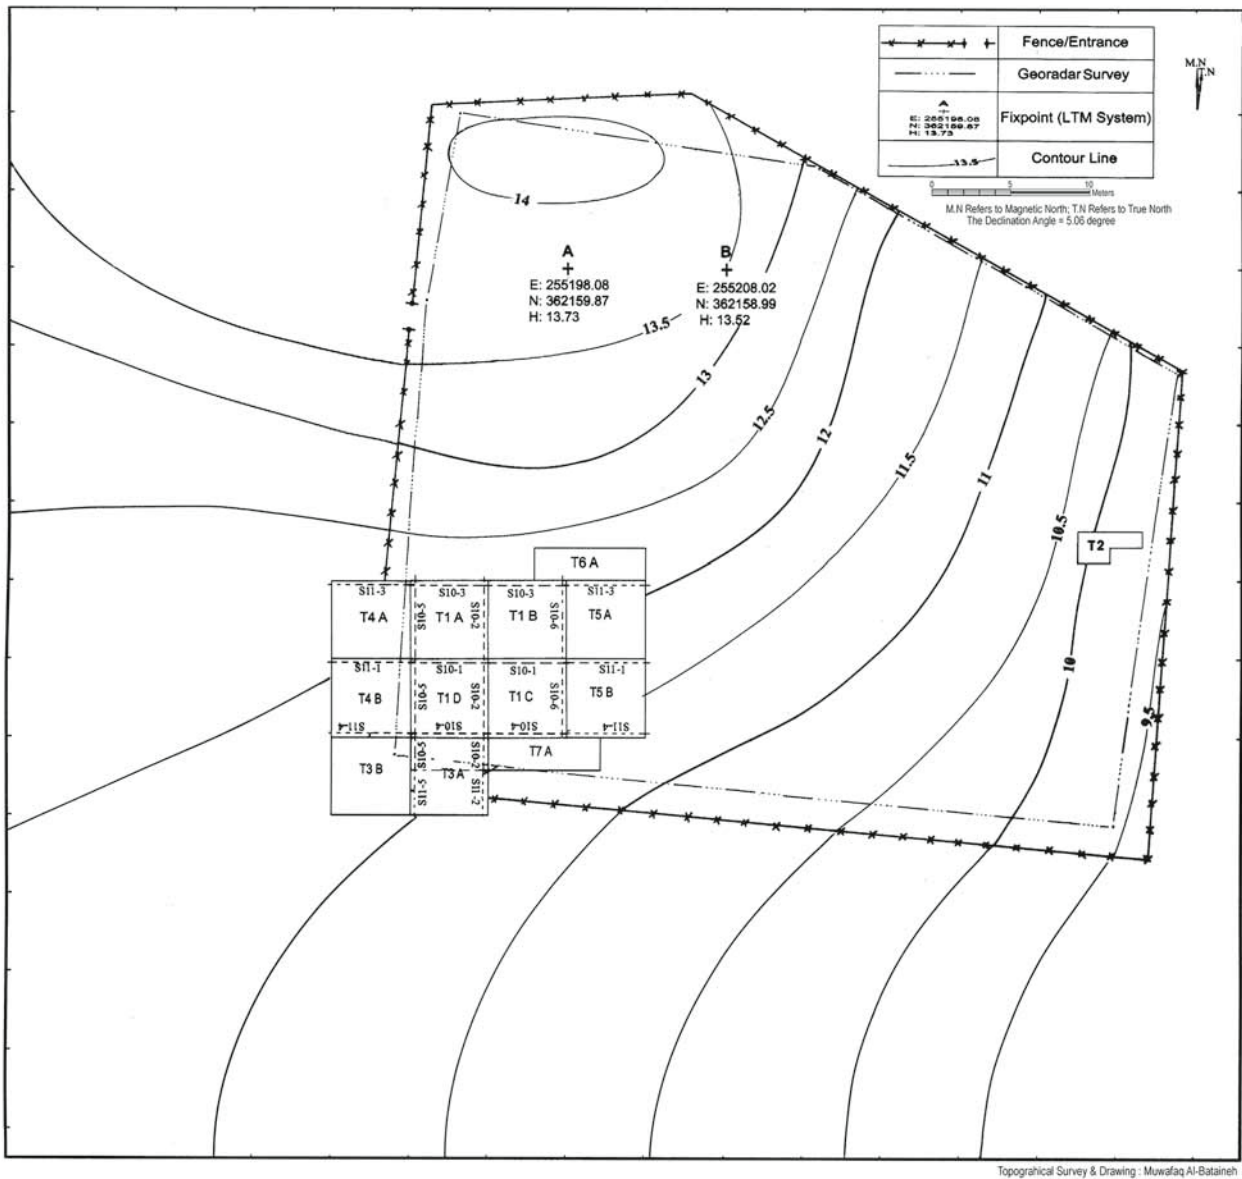 Fence/Entrance
Georadar Survey
A
E: 255198.08
N: 362159.87
H: 13.73
Fixpoint (LTM System)
13.5
Contour Line
M.N
T.N
0 5 10
Meters
M.N Refers to Magnetic North; T.N Refers to True North
The Declination Angle = 5.06 degree
14
A
E: 255198.08
N: 362159.87
H: 13.73
B
E: 255208.02
N: 362158.99
H: 13.52
13.5
13
12.5
12
11.5
11
10.5
10
9.5
T2
T6 A
S11-3 S10-3 S10-3 S11-3
T4 A S10-5 T1 A S10-2 T1 B S10-6 T5 A
S11-1 S10-1 S10-1 S11-1
T4 B S10-5 T1 D S10-2 T1 C S10-6 T5 B
S11-4 S10-4 S10-4 S11-4
T3 B S10-5 T3 A S10-2 T7 A
S11-5 S11-2
Topograhical Survey & Drawing : Muwafaq Al-Bataineh